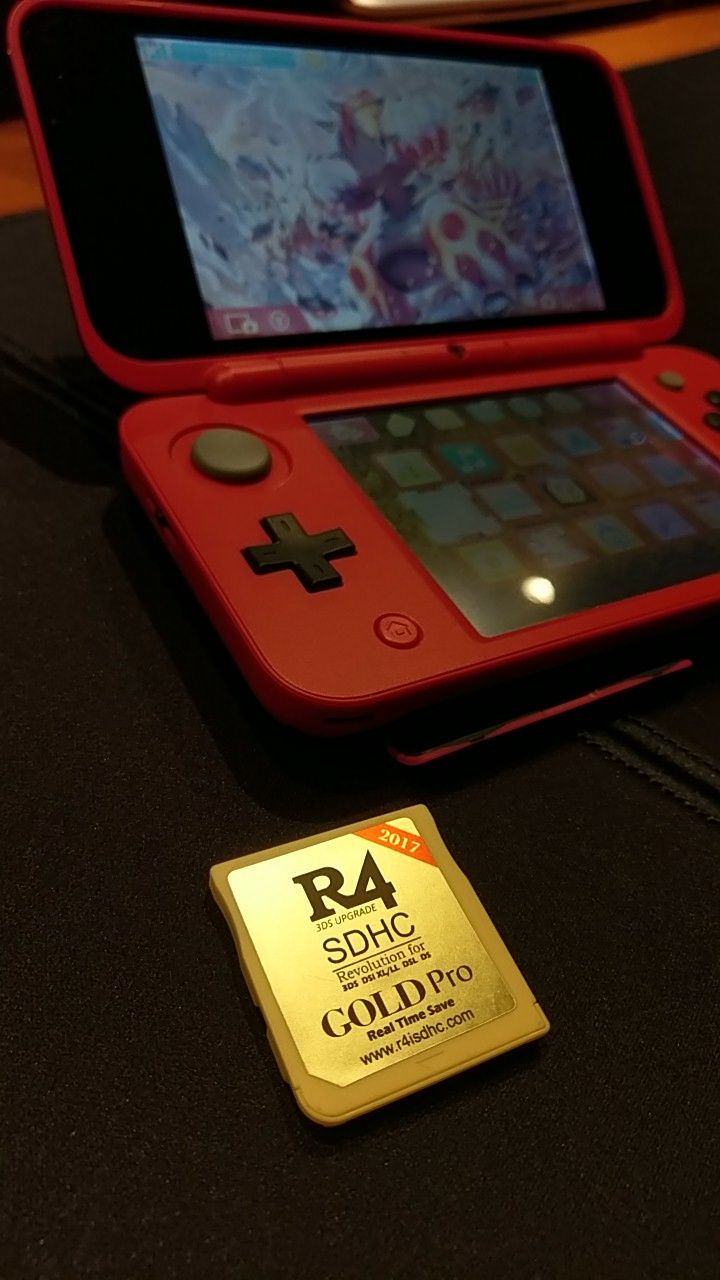 2017
R4
3DS UPGRADE
SDHC
Revolution for
3DS DSi XL/LL DSL DS
GOLD Pro
Real Time Save
www.r4isdhc.com